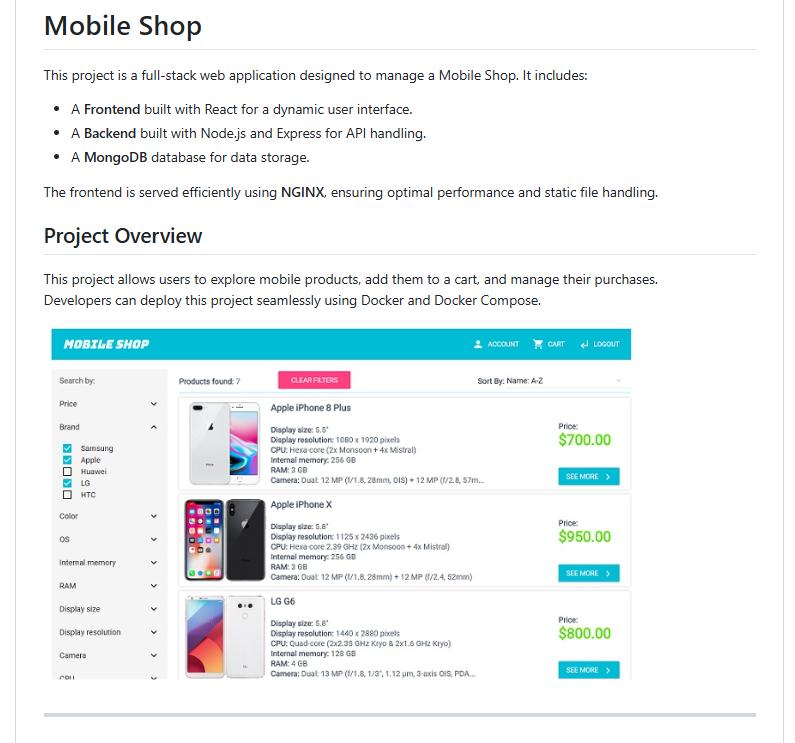 Mobile Shop
This project is a full-stack web application designed to manage a Mobile Shop. It includes:
• A Frontend built with React for a dynamic user interface.
• A Backend built with Node.js and Express for API handling.
• A MongoDB database for data storage.
The frontend is served efficiently using NGINX, ensuring optimal performance and static file handling.
Project Overview
This project allows users to explore mobile products, add them to a cart, and manage their purchases.
Developers can deploy this project seamlessly using Docker and Docker Compose.
MOBILE SHOP
ACCOUNT
CART
LOGOUT
Search by:
Price
Brand
Samsung
Apple
Huawei
LG
HTC
Color
OS
Internal memory
RAM
Display size
Display resolution
Camera
CPU
Products found: 7
CLEAR FILTERS
Sort By: Name: A-Z
Apple iPhone 8 Plus
Display size: 5.5"
Display resolution: 1080 x 1920 pixels
CPU: Hexa-core (2x Monsoon + 4x Mistral)
Internal memory: 256 GB
RAM: 3 GB
Camera: Dual: 12 MP (f/1.8, 28mm, OIS) + 12 MP (f/2.8, 57m...
Price:
$700.00
SEE MORE
Apple iPhone X
Display size: 5.8"
Display resolution: 1125 x 2436 pixels
CPU: Hexa-core 2.39 GHz (2x Monsoon + 4x Mistral)
Internal memory: 256 GB
RAM: 3 GB
Camera: Dual: 12 MP (f/1.8, 28mm) + 12 MP (f/2.4, 52mm)
Price:
$950.00
SEE MORE
LG G6
Display size: 5.8"
Display resolution: 1440 x 2880 pixels
CPU: Quad-core (2x2.35 GHz Kryo & 2x1.6 GHz Kryo)
Internal memory: 128 GB
RAM: 4 GB
Camera: Dual: 13 MP (f/1.8, 1/3", 1.12 µm, 3-axis OIS, PDA...
Price:
$800.00
SEE MORE